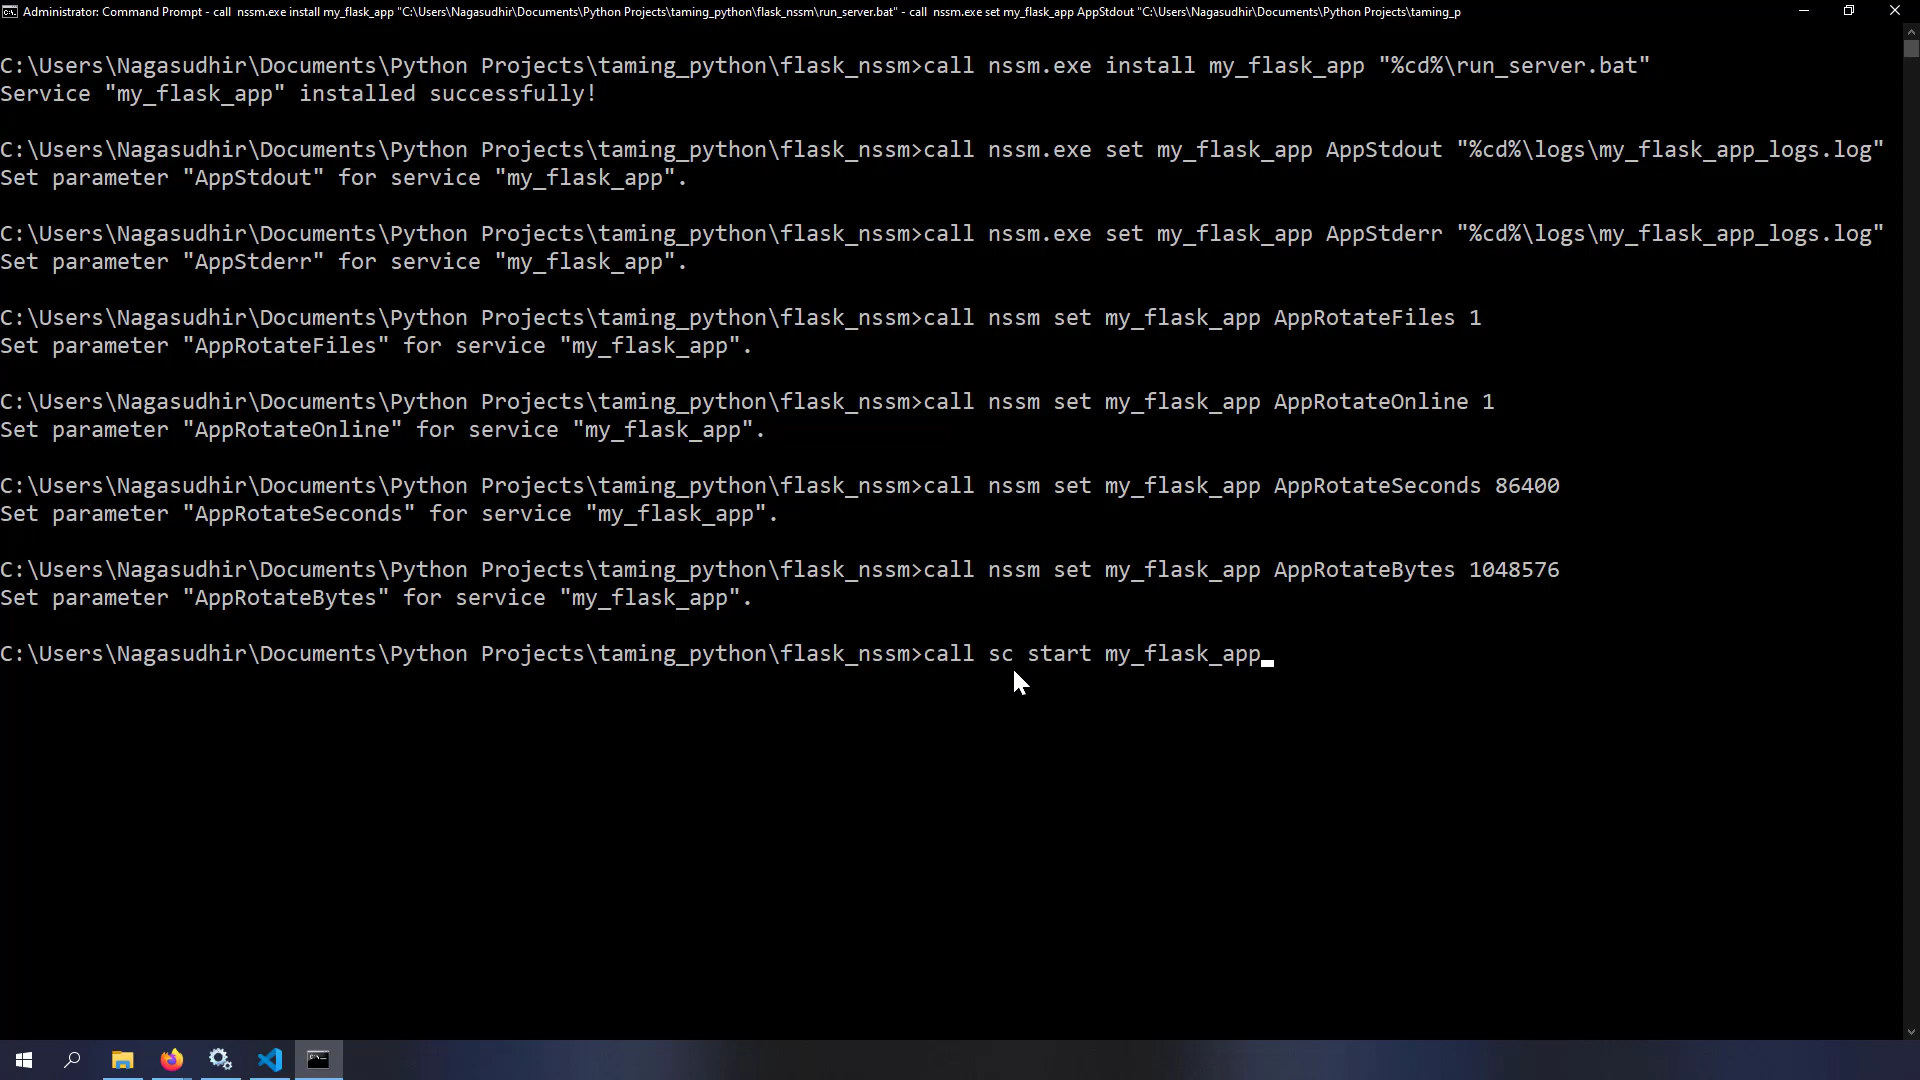 Administrator: Command Prompt - call  nssm.exe install my_flask_app "C:\Users\Nagasudhir\Documents\Python Projects\taming_python\flask_nssm\run_server.bat" - call  nssm.exe set my_flask_app AppStdout "C:\Users\Nagasudhir\Documents\Python Projects\taming_p
C:\Users\Nagasudhir\Documents\Python Projects\taming_python\flask_nssm>call nssm.exe install my_flask_app "%cd%\run_server.bat"
Service "my_flask_app" installed successfully!
C:\Users\Nagasudhir\Documents\Python Projects\taming_python\flask_nssm>call nssm.exe set my_flask_app AppStdout "%cd%\logs\my_flask_app_logs.log"
Set parameter "AppStdout" for service "my_flask_app".
C:\Users\Nagasudhir\Documents\Python Projects\taming_python\flask_nssm>call nssm.exe set my_flask_app AppStderr "%cd%\logs\my_flask_app_logs.log"
Set parameter "AppStderr" for service "my_flask_app".
C:\Users\Nagasudhir\Documents\Python Projects\taming_python\flask_nssm>call nssm set my_flask_app AppRotateFiles 1
Set parameter "AppRotateFiles" for service "my_flask_app".
C:\Users\Nagasudhir\Documents\Python Projects\taming_python\flask_nssm>call nssm set my_flask_app AppRotateOnline 1
Set parameter "AppRotateOnline" for service "my_flask_app".
C:\Users\Nagasudhir\Documents\Python Projects\taming_python\flask_nssm>call nssm set my_flask_app AppRotateSeconds 86400
Set parameter "AppRotateSeconds" for service "my_flask_app".
C:\Users\Nagasudhir\Documents\Python Projects\taming_python\flask_nssm>call nssm set my_flask_app AppRotateBytes 1048576
Set parameter "AppRotateBytes" for service "my_flask_app".
C:\Users\Nagasudhir\Documents\Python Projects\taming_python\flask_nssm>call sc start my_flask_app